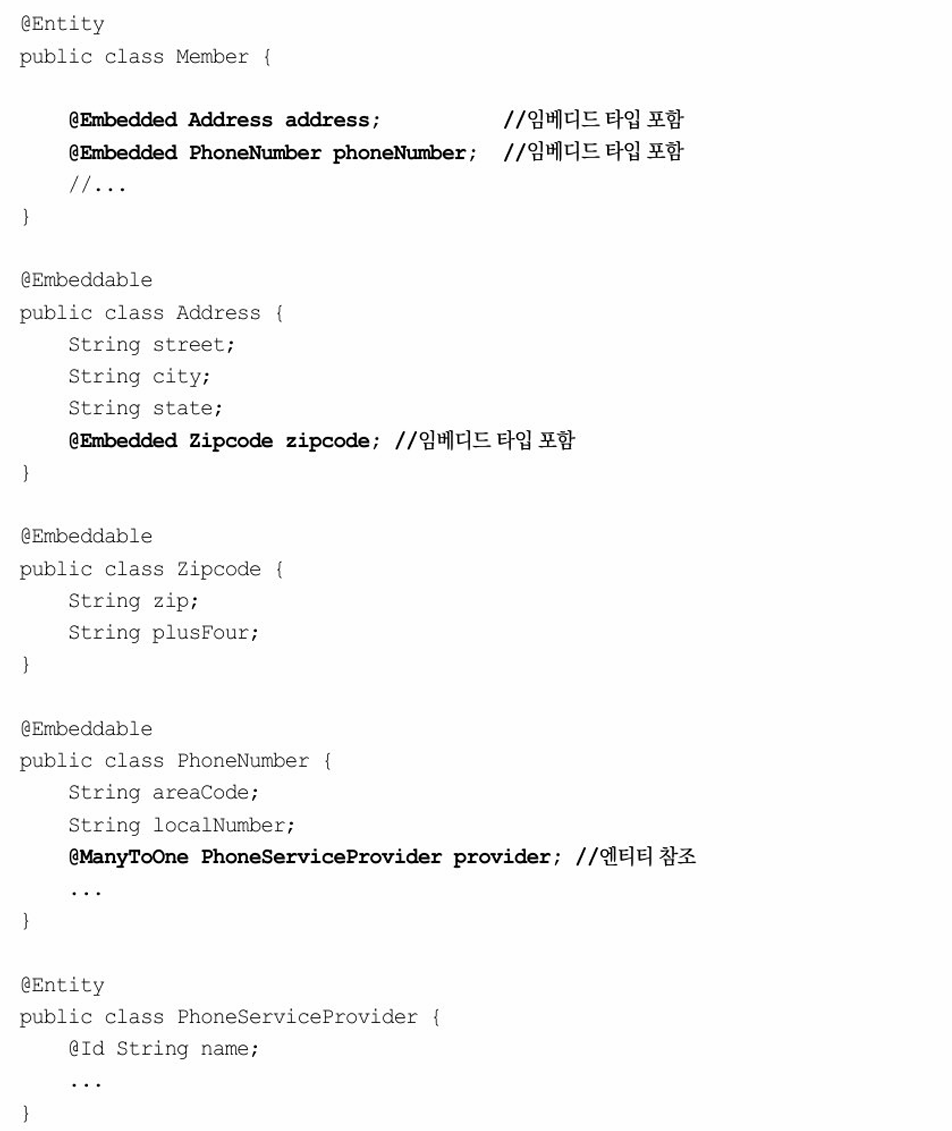 @Entity
public class Member {
@Embedded Address address; //임베디드 타입 포함
@Embedded PhoneNumber phoneNumber; //임베디드 타입 포함
//...
}
@Embeddable
public class Address {
String street;
String city;
String state;
@Embedded Zipcode zipcode; //임베디드 타입 포함
}
@Embeddable
public class Zipcode {
String zip;
String plusFour;
}
@Embeddable
public class PhoneNumber {
String areaCode;
String localNumber;
@ManyToOne PhoneServiceProvider provider; //엔티티 참조
...
}
@Entity
public class PhoneServiceProvider {
@Id String name;
...
}